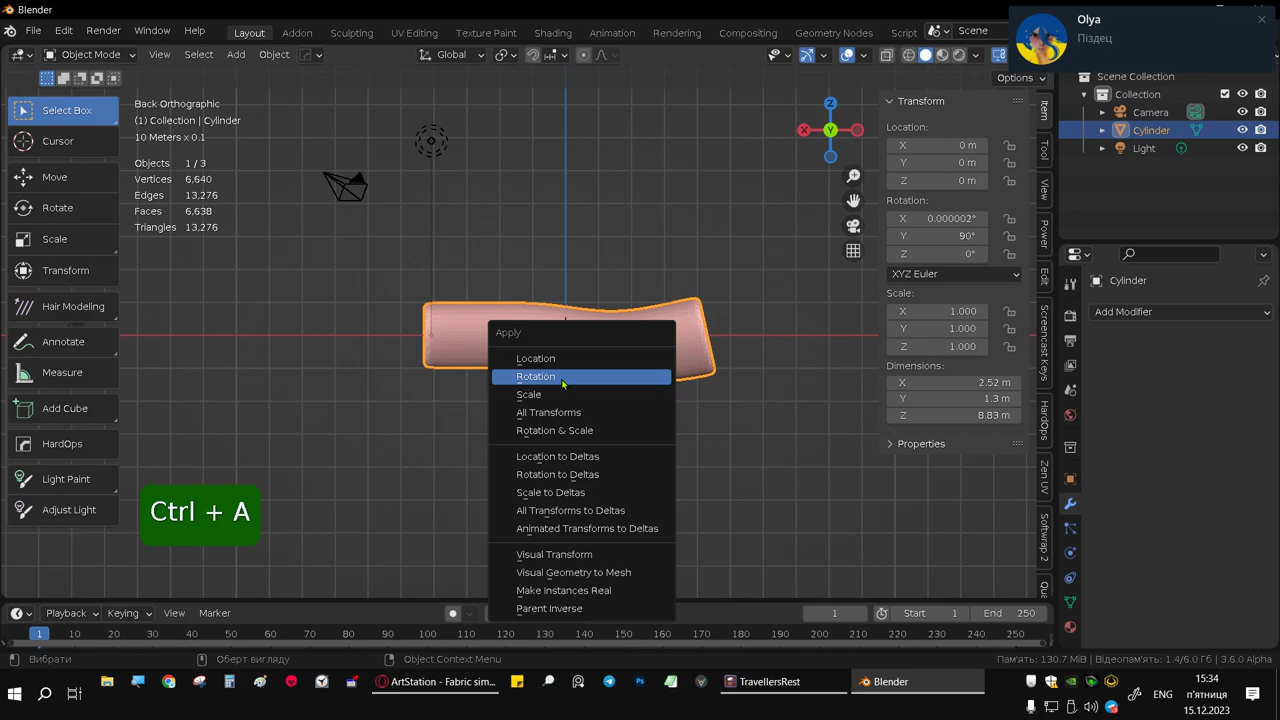 Blender
File Edit Render Window Help Layout Addon Sculpting UV Editing Texture Paint Shading Animation Rendering Compositing Geometry Nodes Script Scene
Olya
Піздец
Object Mode View Select Add Object Global
Options
Select Box
Cursor
Move
Rotate
Scale
Transform
Hair Modeling
Annotate
Measure
Add Cube
HardOps
Light Paint
Adjust Light
Back Orthographic
(1) Collection | Cylinder
10 Meters x 0.1
Objects 1 / 3
Vertices 6,640
Edges 13,276
Faces 6,638
Triangles 13,276
Ctrl + A
Z
X
Y
Apply
Location
Rotation
Scale
All Transforms
Rotation & Scale
Location to Deltas
Rotation to Deltas
Scale to Deltas
All Transforms to Deltas
Animated Transforms to Deltas
Visual Transform
Visual Geometry to Mesh
Make Instances Real
Parent Inverse
Transform
Location:
X 0 m
Y 0 m
Z 0 m
Rotation:
X 0.000002°
Y 90°
Z 0°
XYZ Euler
Scale:
X 1.000
Y 1.000
Z 1.000
Dimensions:
X 2.52 m
Y 1.3 m
Z 8.83 m
Properties
Item
Tool
View
Power
Edit
Screencast Keys
HardOps
Zen UV
Softwrap 2
Qua
Scene Collection
Collection
Camera
Cylinder
Light
Cylinder
Add Modifier
Playback Keying View Marker
1 Start 1 End 250
1 100 110 120 130 140 150 160 170 180 190 200 210 220 230 240 250
Вибрати Оберт вигляду Object Context Menu Пам'ять: 130.7 МіВ | Відеопам'ять: 1.4/6.0 Гів | 3.6.0 Alpha
ArtStation - Fabric sim... TravellersRest Blender
ENG
15:34
п'ятниця
15.12.2023